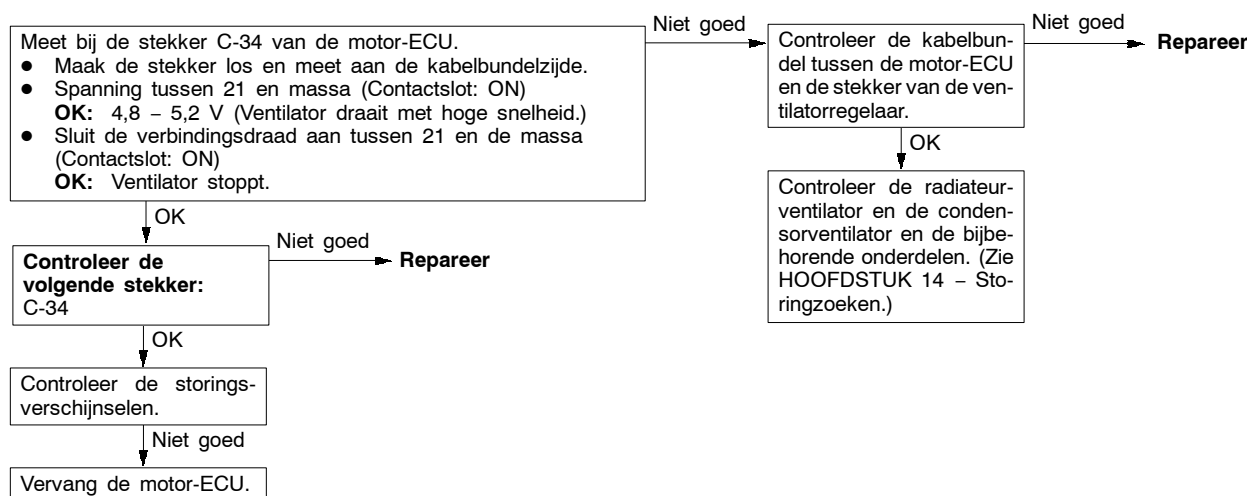 Meet bij de stekker C-34 van de motor-ECU.
● Maak de stekker los en meet aan de kabelbundelzijde.
● Spanning tussen 21 en massa (Contactslot: ON)
OK: 4,8 – 5,2 V (Ventilator draait met hoge snelheid.)
● Sluit de verbindingsdraad aan tussen 21 en de massa
(Contactslot: ON)
OK: Ventilator stoppt.
Niet goed
Controleer de kabelbun-
del tussen de motor-ECU
en de stekker van de ven-
tilatorregelaar.
Niet goed
Repareer
OK
Controleer de radiateur-
ventilator en de conden-
sorventilator en de bijbe-
horende onderdelen. (Zie
HOOFDSTUK 14 – Sto-
ringzoeken.)
OK
Controleer de
volgende stekker:
C-34
Niet goed
Repareer
OK
Controleer de storings-
verschijnselen.
Niet goed
Vervang de motor-ECU.